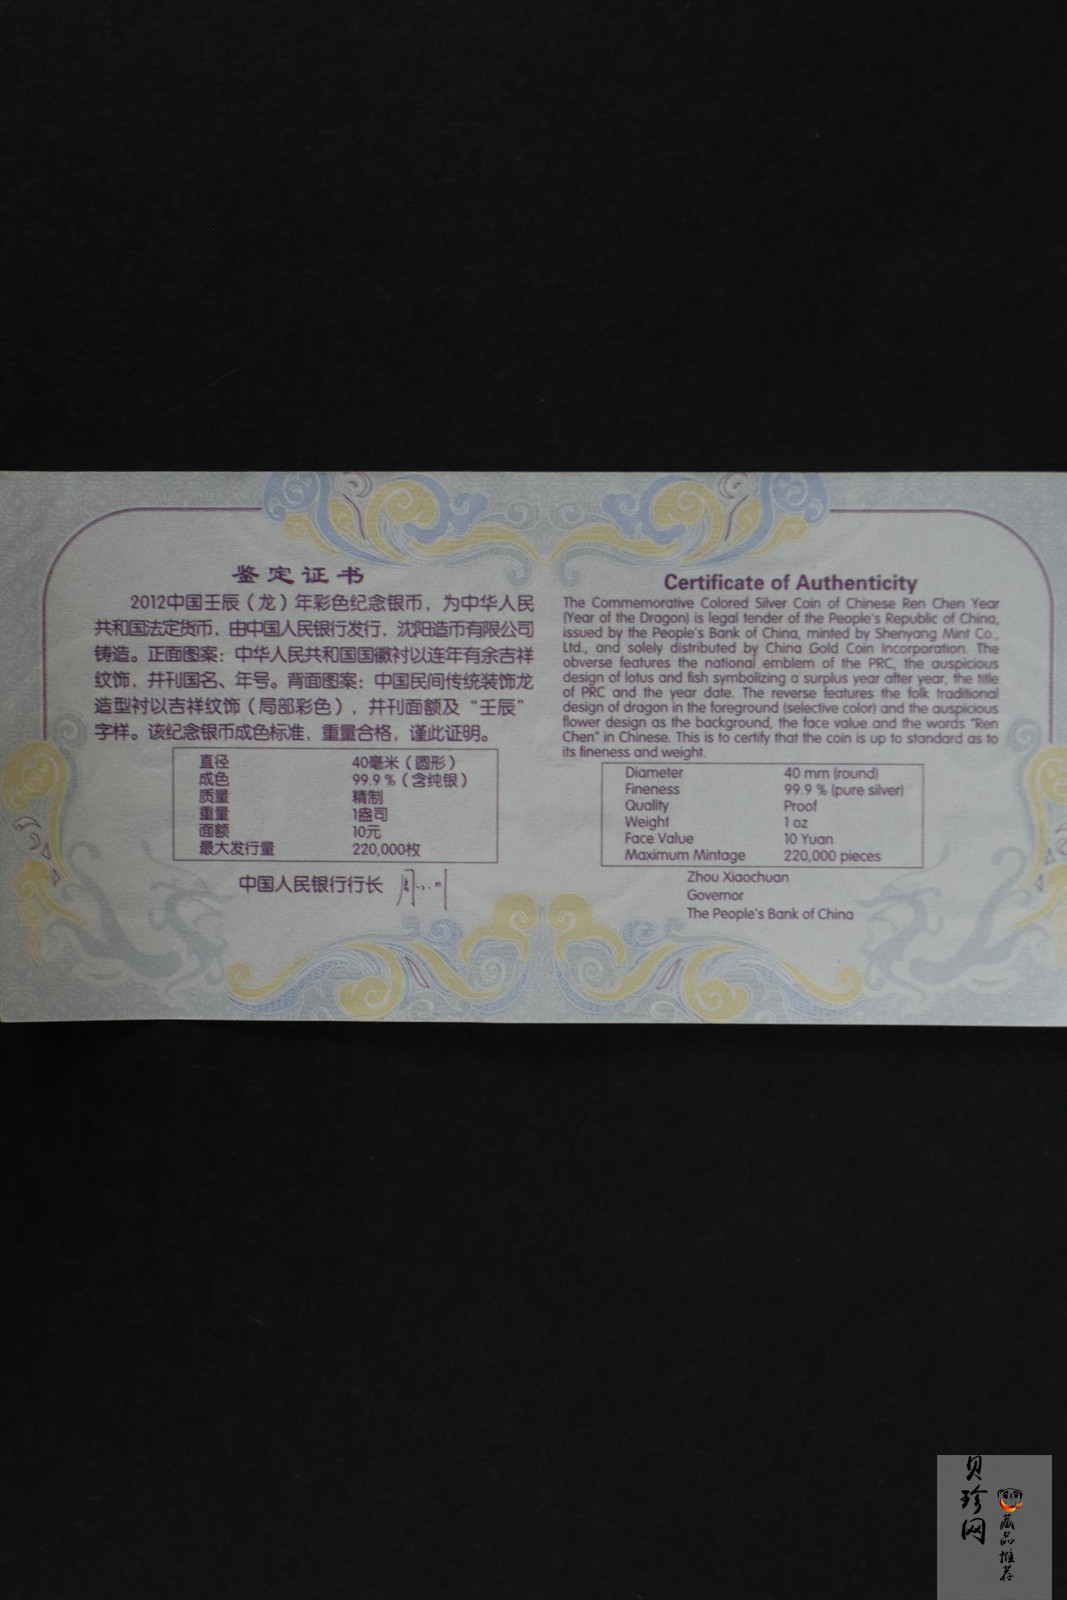 鉴定证书
2012中国壬辰（龙）年彩色纪念银币，为中华人民
共和国法定货币，由中国人民银行发行，沈阳造币有限公司
铸造。正面图案：中华人民共和国国徽衬以连年有余吉祥
纹饰，并刊国名、年号。背面图案：中国民间传统装饰龙
造型衬以吉祥纹饰（局部彩色），并刊面额及“壬辰”
字样。该纪念银币成色标准，重量合格，谨此证明。
直径 40毫米（圆形）
成色 99.9 %（含纯银）
质量 精制
重量 1盎司
面额 10元
最大发行量 220,000枚
中国人民银行行长
Certificate of Authenticity
The Commemorative Colored Silver Coin of Chinese Ren Chen Year
(Year of the Dragon) is legal tender of the People's Republic of China,
issued by the People's Bank of China, minted by Shenyang Mint Co.,
Ltd., and solely distributed by China Gold Coin Incorporation. The
obverse features the national emblem of the PRC, the auspicious
design of lotus and fish symbolizing a surplus year after year, the title
of PRC and the year date. The reverse features the folk traditional
design of dragon in the foreground (selective color) and the auspicious
flower design as the background, the face value and the words "Ren
Chen" in Chinese. This is to certify that the coin is up to standard as to
its fineness and weight.
Diameter 40 mm (round)
Fineness 99.9 % (pure silver)
Quality Proof
Weight 1 oz
Face Value 10 Yuan
Maximum Mintage 220,000 pieces
Zhou Xiaochuan
Governor
The People's Bank of China
贝珍网
藏品推荐